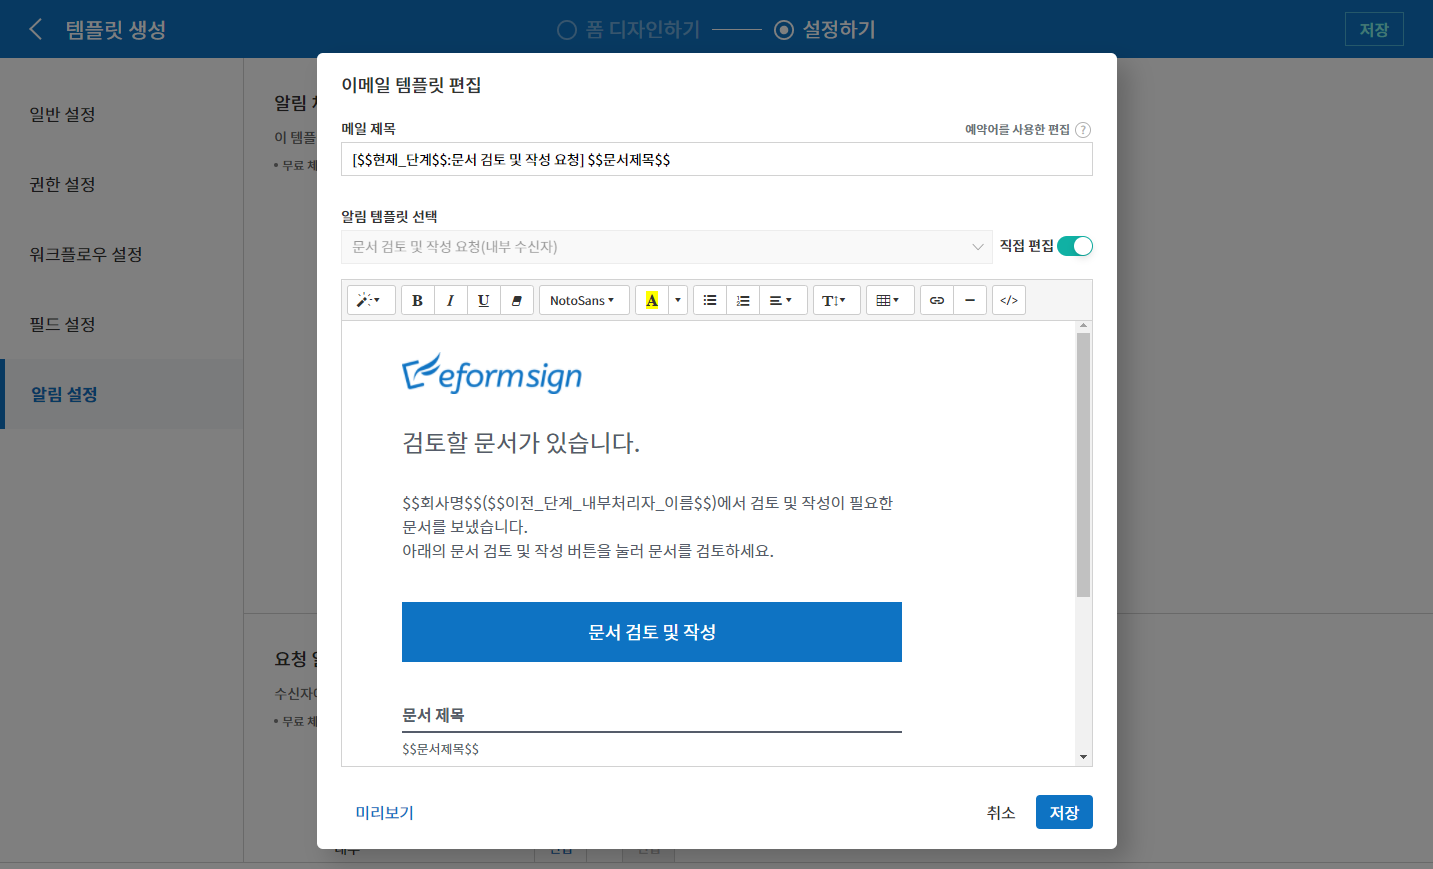 템플릿 생성
폼 디자인하기
설정하기
저장
일반 설정
권한 설정
워크플로우 설정
필드 설정
알림 설정
알림
이 템플
무료 체
요청
수신자에
무료 체
이메일 템플릿 편집
메일 제목
예약어를 사용한 편집 ?
[$$현재_단계$$:문서 검토 및 작성 요청] $$문서제목$$
알림 템플릿 선택
문서 검토 및 작성 요청(내부 수신자)
직접 편집
B I U NotoSans A T </>
eformsign
검토할 문서가 있습니다.
$$회사명$$($$이전_단계_내부처리자_이름$$)에서 검토 및 작성이 필요한
문서를 보냈습니다.
아래의 문서 검토 및 작성 버튼을 눌러 문서를 검토하세요.
문서 검토 및 작성
문서 제목
$$문서제목$$
미리보기
취소
저장